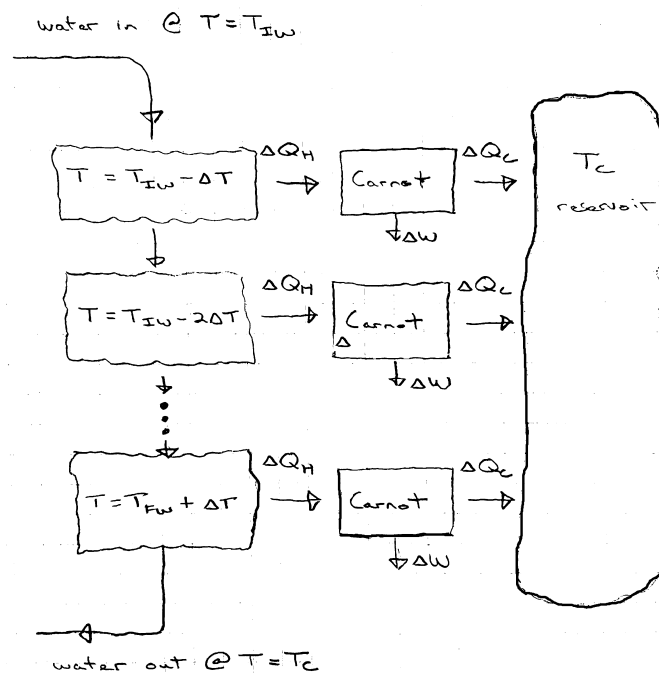 water in @ T = T_IW
ΔQ_H
ΔQ_c
T = T_IW - ΔT
Carnot
T_c
reservoir
ΔW
ΔQ_H
ΔQ_c
T = T_IW - 2ΔT
Carnot
Δ
ΔW
ΔQ_H
ΔQ_c
T = T_FW + ΔT
Carnot
ΔW
water out @ T = T_c